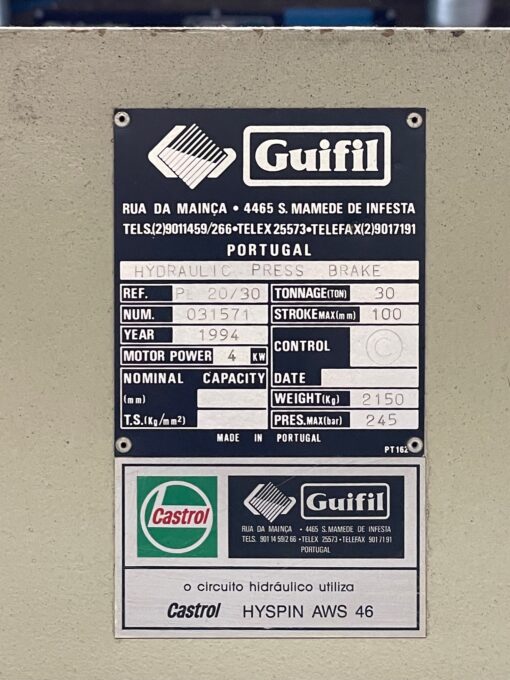 Guifil
RUA DA MAINÇA • 4465 S. MAMEDE DE INFESTA
TELS.(2)9011459/266 • TELEX 25573 • TELEFAX(2)9017191
PORTUGAL
HYDRAULIC PRESS BRAKE
REF. PE 20/30 TONNAGE(TON) 30
NUM. 031571 STROKE MAX(mm) 100
YEAR 1994 CONTROL C
MOTOR POWER 4 KW
NOMINAL CAPACITY DATE
(mm) WEIGHT(Kg) 2150
T.S.(Kg/mm2) PRES.MAX(bar) 245
MADE IN PORTUGAL
PT 162
Castrol Guifil
RUA DA MAINÇA • 4465 S. MAMEDE DE INFESTA
TELS. 901 14 59/2 66 • TELEX 25573 • TELEFAX 901 71 91
PORTUGAL
o circuito hidráulico utiliza
Castrol HYSPIN AWS 46